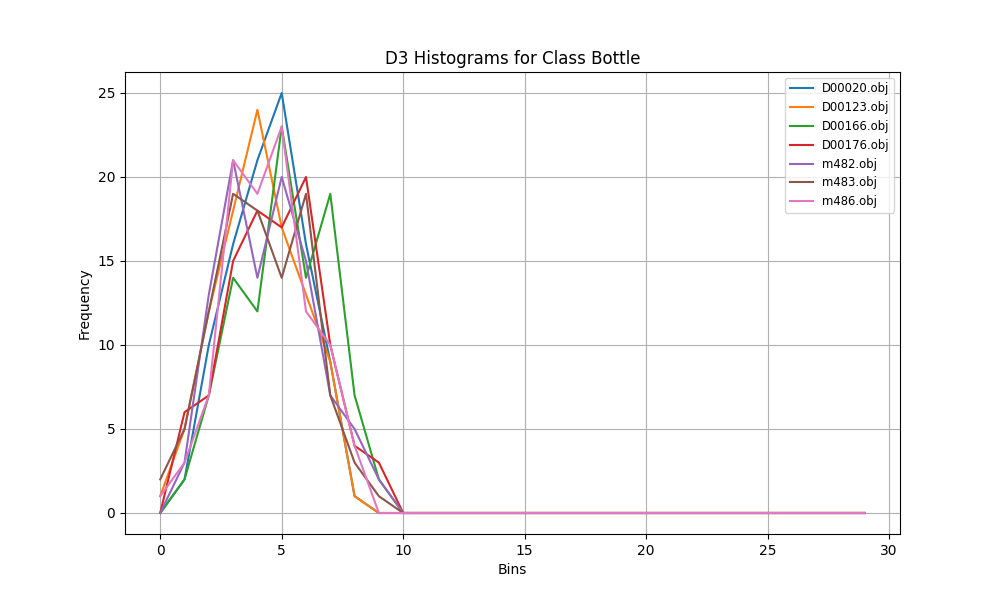 D3 Histograms for Class Bottle
D00020.obj
D00123.obj
D00166.obj
D00176.obj
m482.obj
m483.obj
m486.obj
Frequency
25
20
15
10
5
0
0 5 10 15 20 25 30
Bins